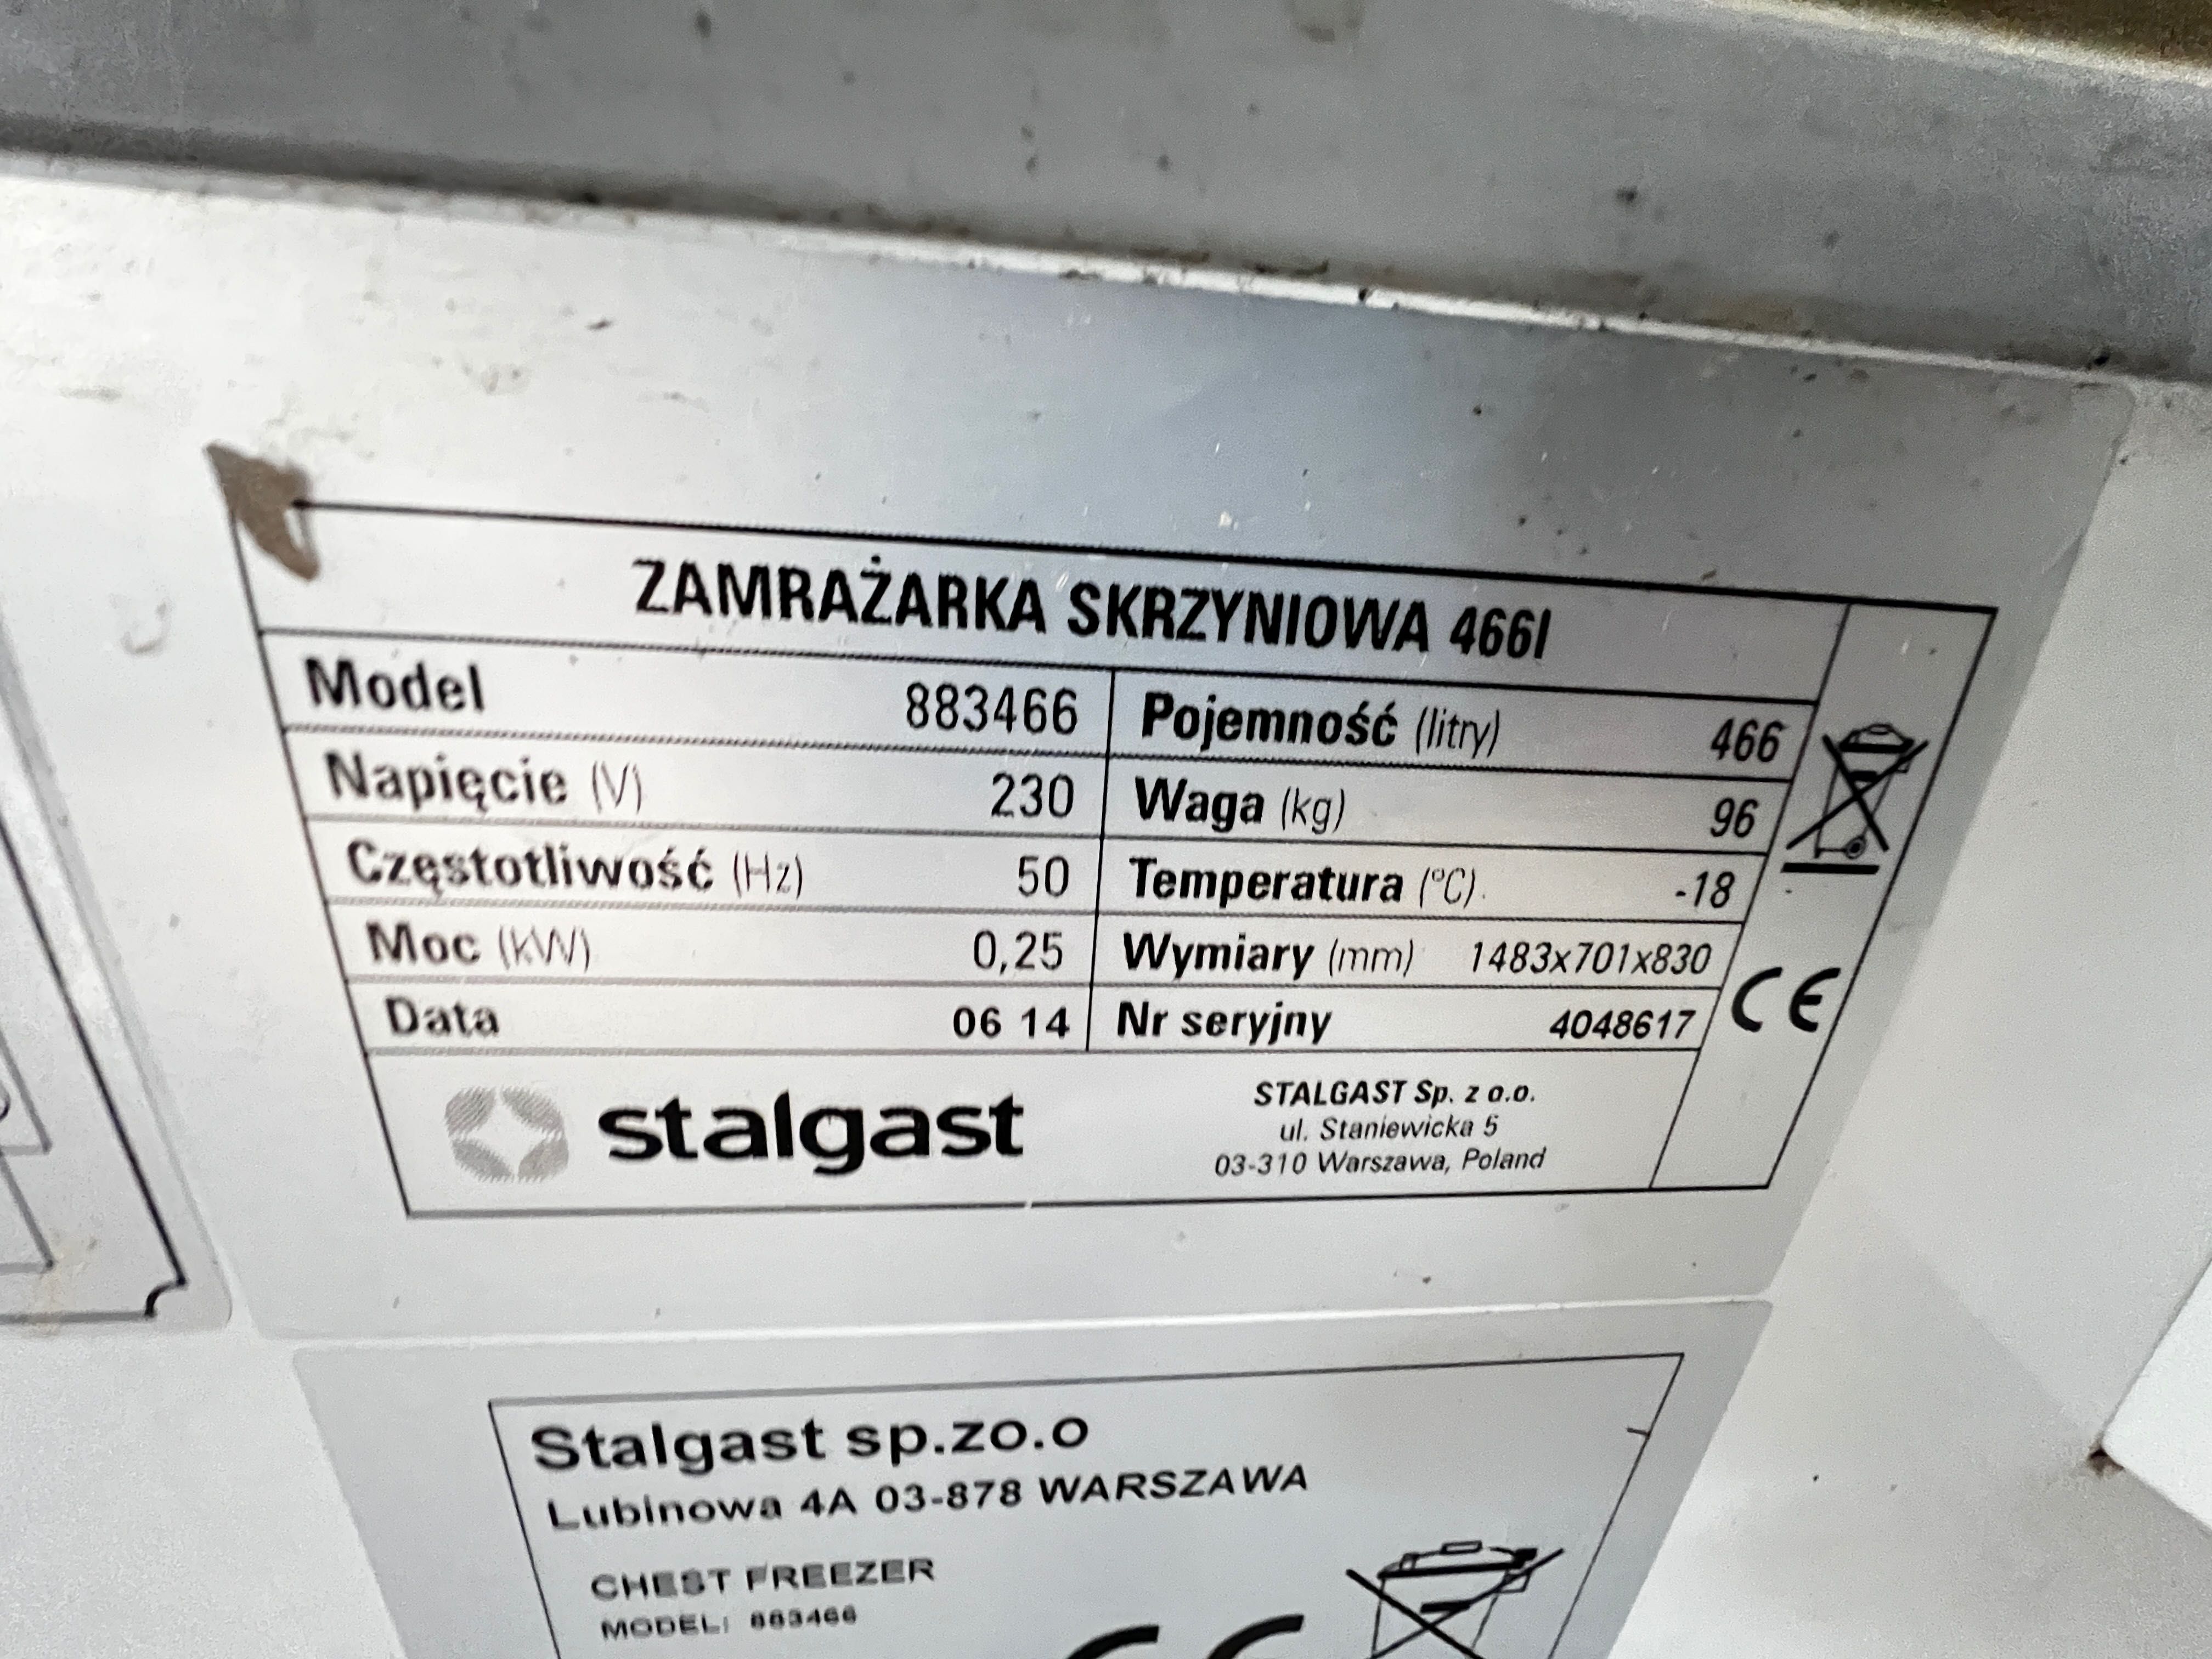 ZAMRAŻARKA SKRZYNIOWA 466l
Model 883466 Pojemność (litry) 466
Napięcie (V) 230 Waga (kg) 96
Częstotliwość (Hz) 50 Temperatura (°C) -18
Moc (kW) 0,25 Wymiary (mm) 1483x701x830
Data 06 14 Nr seryjny 4048617
CE
stalgast
STALGAST Sp. z o.o.
ul. Staniewicka 5
03-310 Warszawa, Poland
Stalgast sp.zo.o
Lubinowa 4A 03-878 WARSZAWA
CHEST FREEZER
MODEL: 883466
CE